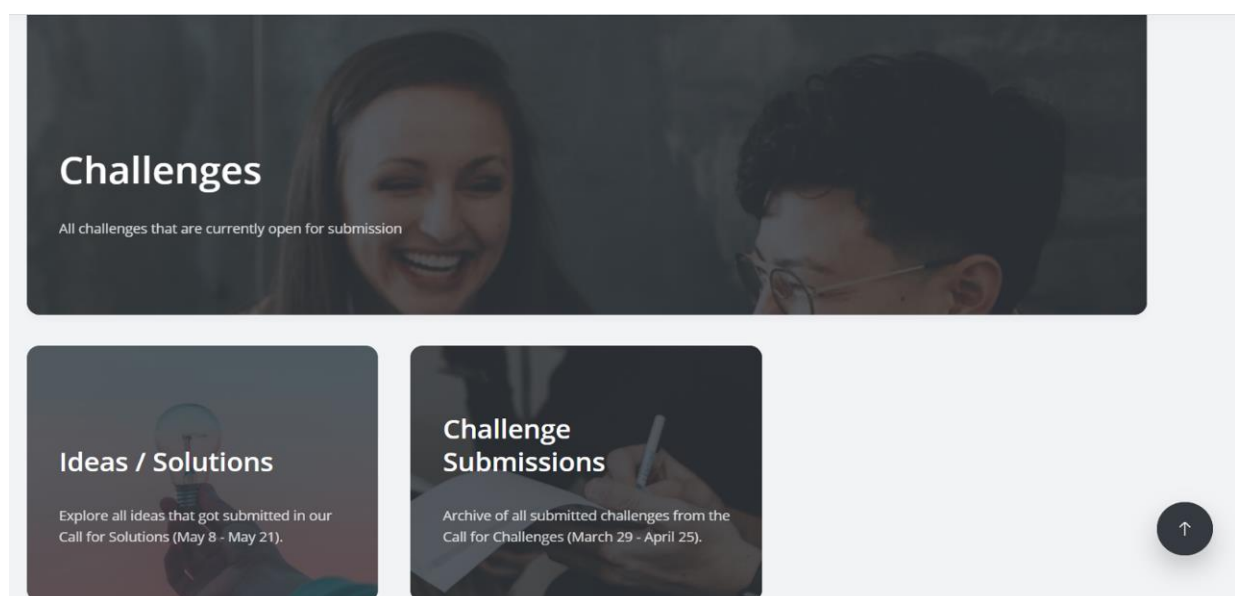 Challenges
All challenges that are currently open for submission
Ideas / Solutions
Explore all ideas that got submitted in our
Call for Solutions (May 8 - May 21).
Challenge
Submissions
Archive of all submitted challenges from the
Call for Challenges (March 29 - April 25).